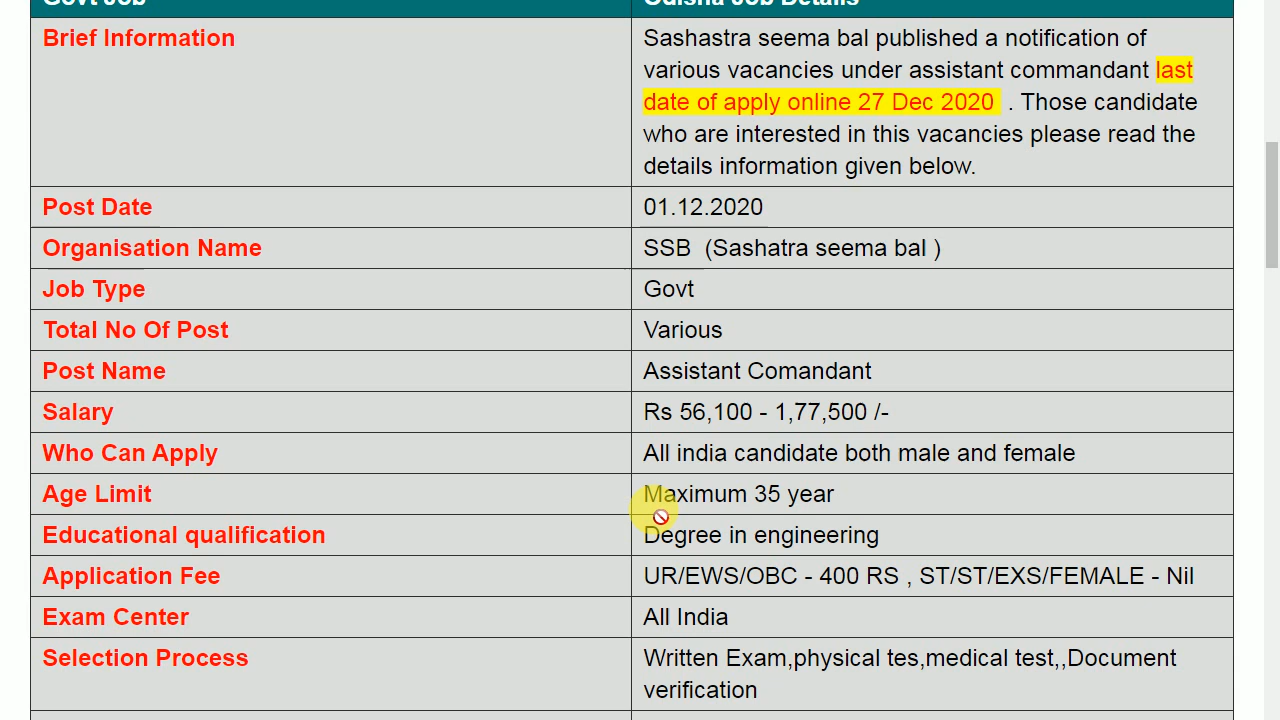 Govt Job Odisha Job Details
Brief Information
Sashastra seema bal published a notification of
various vacancies under assistant commandant last
date of apply online 27 Dec 2020 . Those candidate
who are interested in this vacancies please read the
details information given below.
Post Date 01.12.2020
Organisation Name SSB (Sashatra seema bal )
Job Type Govt
Total No Of Post Various
Post Name Assistant Comandant
Salary Rs 56,100 - 1,77,500 /-
Who Can Apply All india candidate both male and female
Age Limit Maximum 35 year
Educational qualification Degree in engineering
Application Fee UR/EWS/OBC - 400 RS , ST/ST/EXS/FEMALE - Nil
Exam Center All India
Selection Process Written Exam,physical tes,medical test,,Document
verification